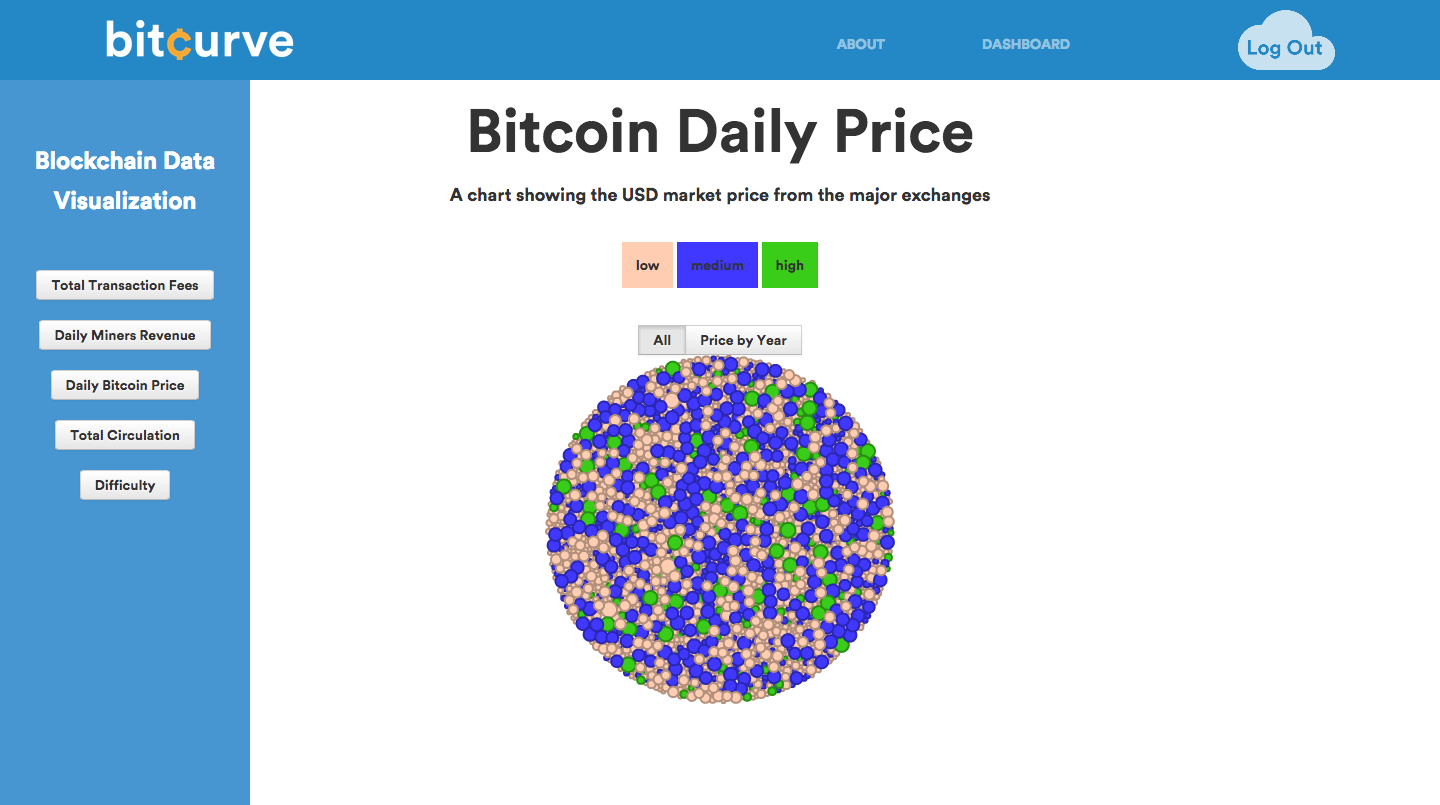 bitcurve
ABOUT
DASHBOARD
Log Out
Blockchain Data
Visualization
Total Transaction Fees
Daily Miners Revenue
Daily Bitcoin Price
Total Circulation
Difficulty
Bitcoin Daily Price
A chart showing the USD market price from the major exchanges
low
medium
high
All
Price by Year